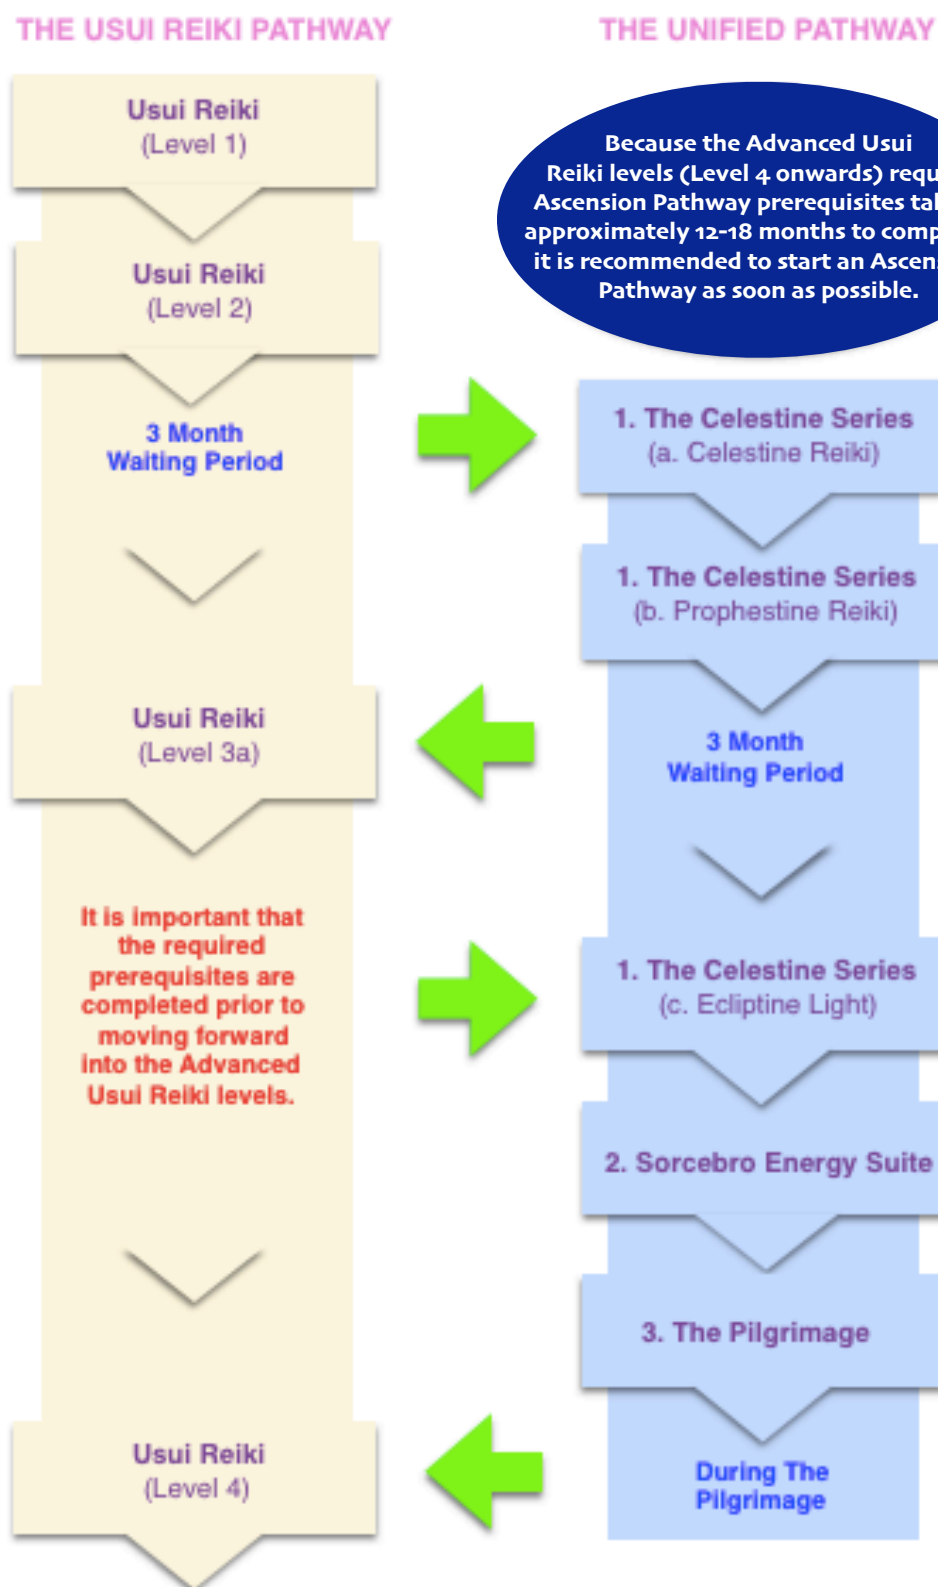 THE USUI REIKI PATHWAY
Usui Reiki
(Level 1)
Usui Reiki
(Level 2)
3 Month
Waiting Period
Usui Reiki
(Level 3a)
It is important that
the required
prerequisites are
completed prior to
moving forward
into the Advanced
Usui Reiki levels.
Usui Reiki
(Level 4)
THE UNIFIED PATHWAY
Because the Advanced Usui
Reiki levels (Level 4 onwards)
Ascension Pathway prerequisites
approximately 12-18 months to
it is recommended to start an
Pathway as soon as possible.
1. The Celestine Series
(a. Celestine Reiki)
1. The Celestine Series
(b. Prophestine Reiki)
3 Month
Waiting Period
1. The Celestine Series
(c. Ecliptine Light)
2. Sorcebro Energy Suite
3. The Pilgrimage
During The
Pilgrimage